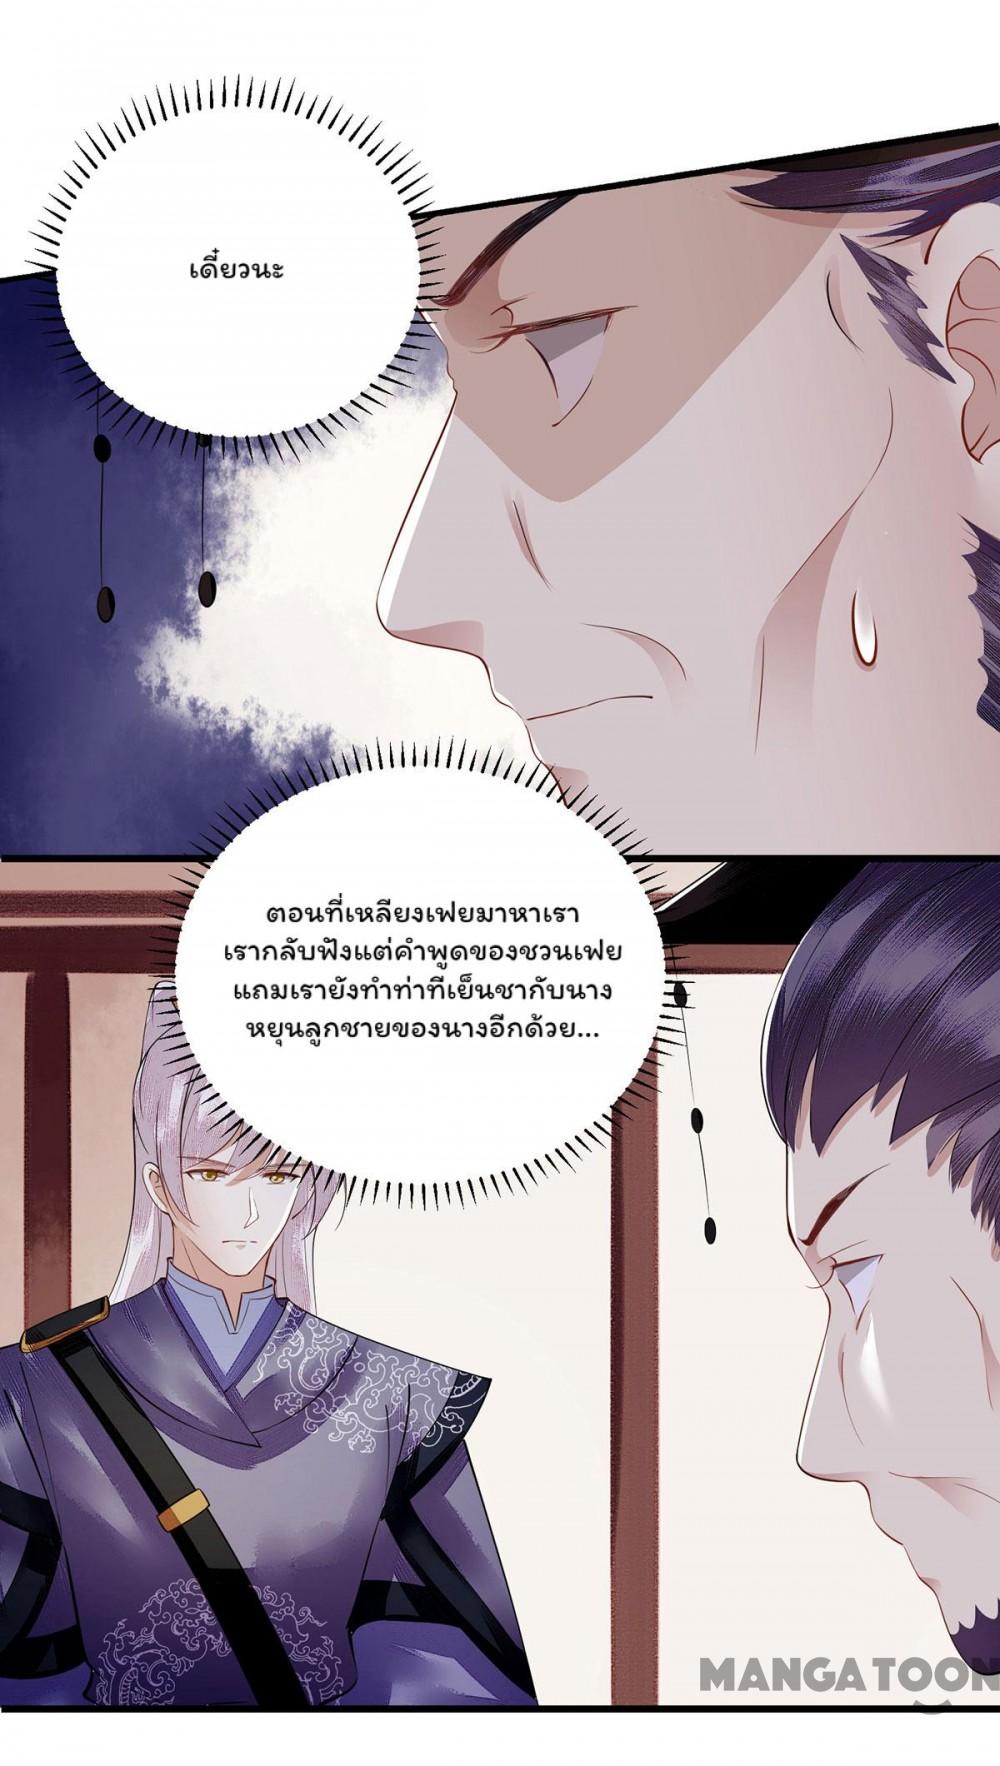 เดี๋ยวนะ
ตอนที่เหลียงเฟยมาหาเรา
เรากลับฟังแต่คำพูดของชวนเฟย
แถมเรายังทำท่าทีเย็นชากับนาง
หยุนลูกชายของนางอีกด้วย...
MANGA TOON